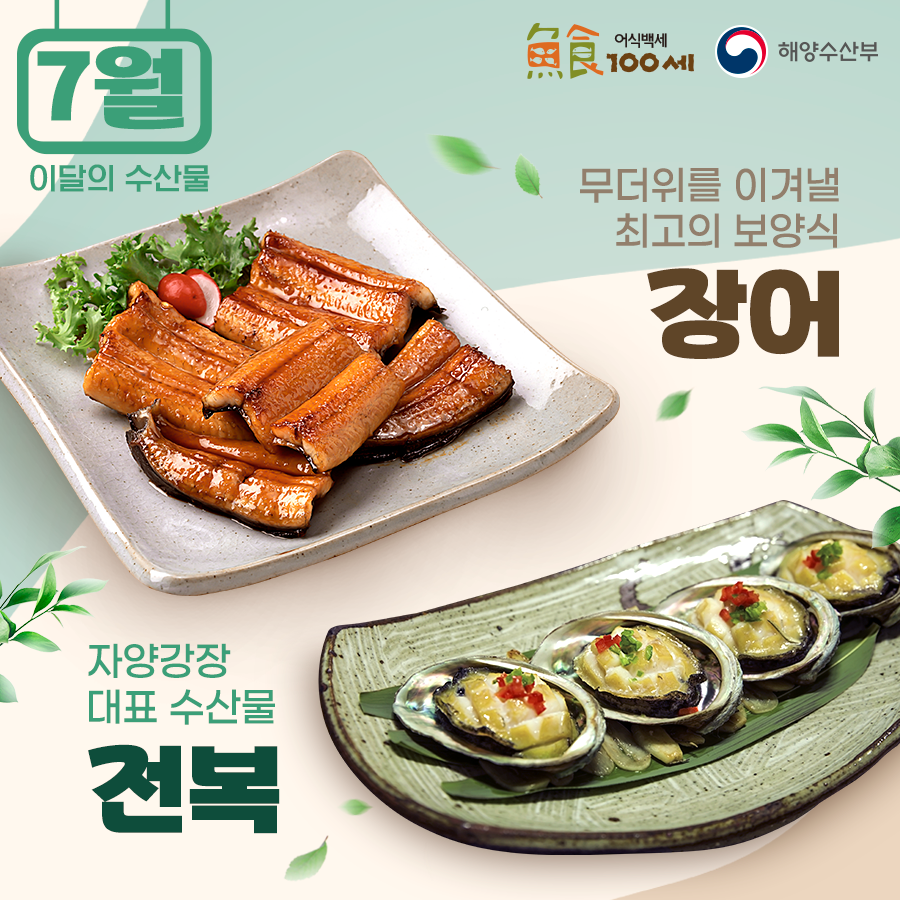 7월
이달의 수산물
魚食 어식백세 100세
해양수산부
무더위를 이겨낼
최고의 보양식
장어
자양강장
대표 수산물
전복